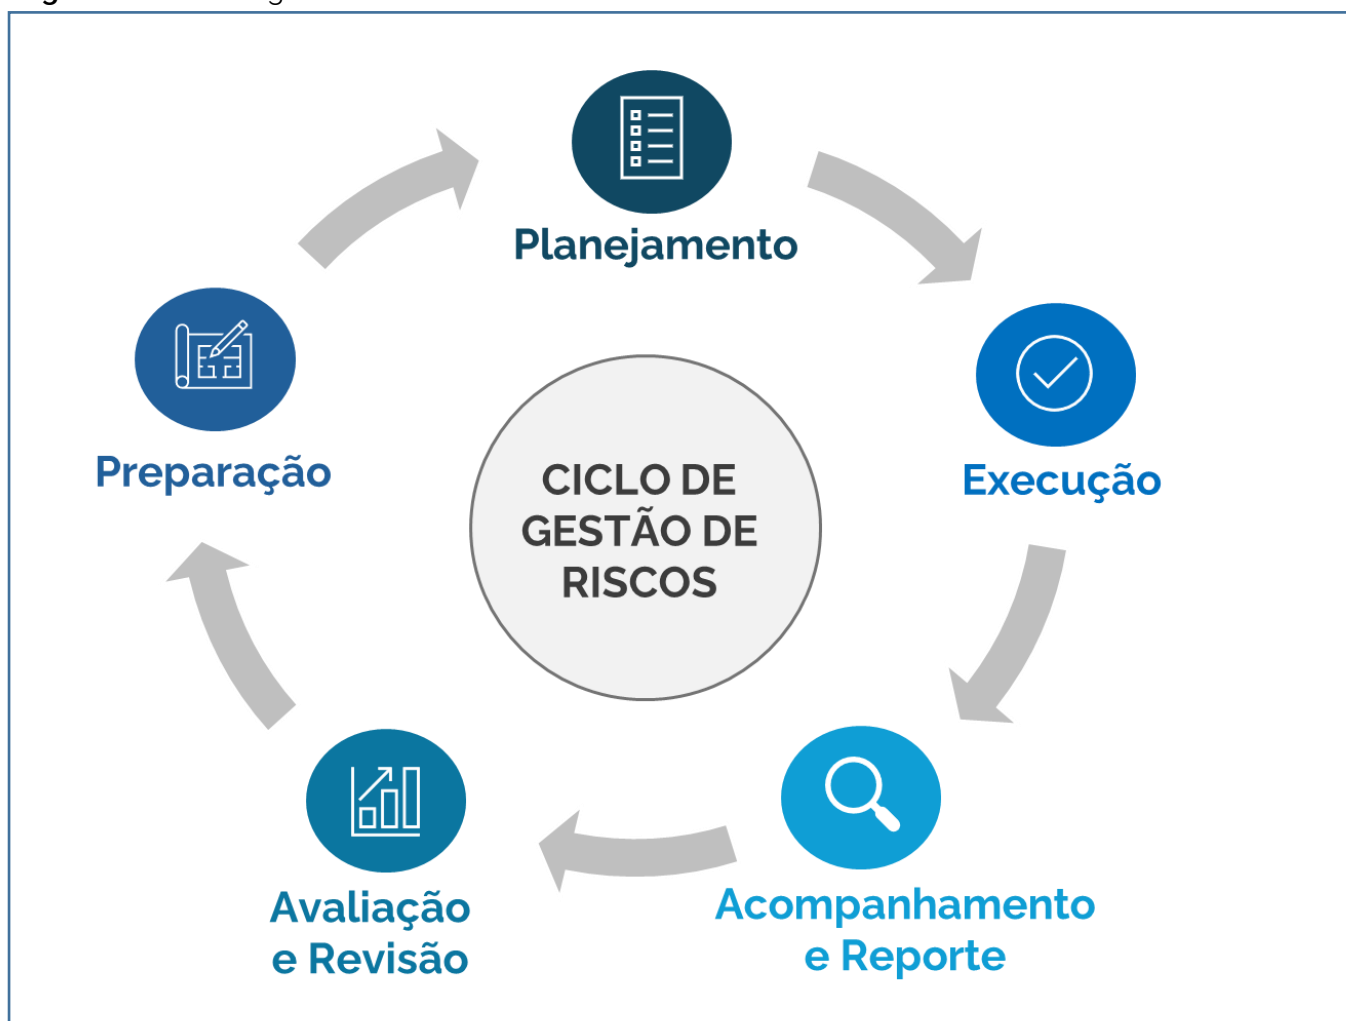 Planejamento
Preparação
Execução
CICLO DE
GESTÃO DE
RISCOS
Avaliação
e Revisão
Acompanhamento
e Reporte